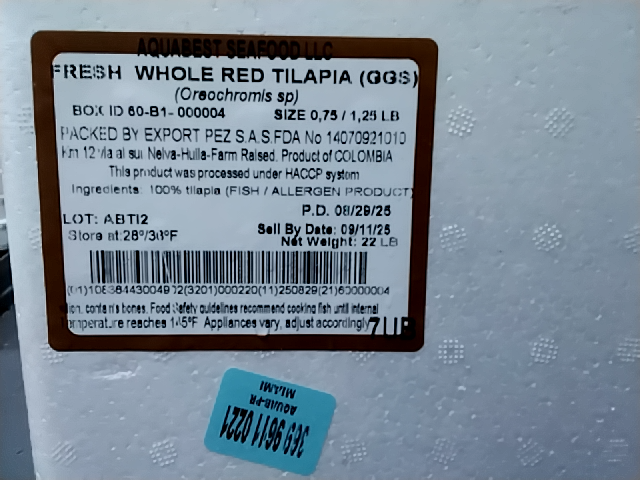 AQUABEST SEAFOOD LLC
FRESH WHOLE RED TILAPIA (GGS)
(Oreochromis sp)
BOX ID 60-B1- 000004 SIZE 0,75 / 1,25 LB
PACKED BY EXPORT PEZ S.A.S.FDA No 14070921010
Km 12 vía al sur Neiva-Huila-Farm Raised. Product of COLOMBIA
This product was processed under HACCP system
Ingredients: 100% tilapia (FISH / ALLERGEN PRODUCT)
P.D. 08/29/25
LOT: ABTI2
Sell By Date: 09/11/25
Store at:28°/38°F
Net Weight: 22 LB
(3201)000220(11)250829(21)60000004
contains bones. Food Safety guidelines recommend cooking fish until internal
temperature reaches 145°F. Appliances vary, adjust accordingly
369 9611 0221
AQUIB-PR
MIAMI